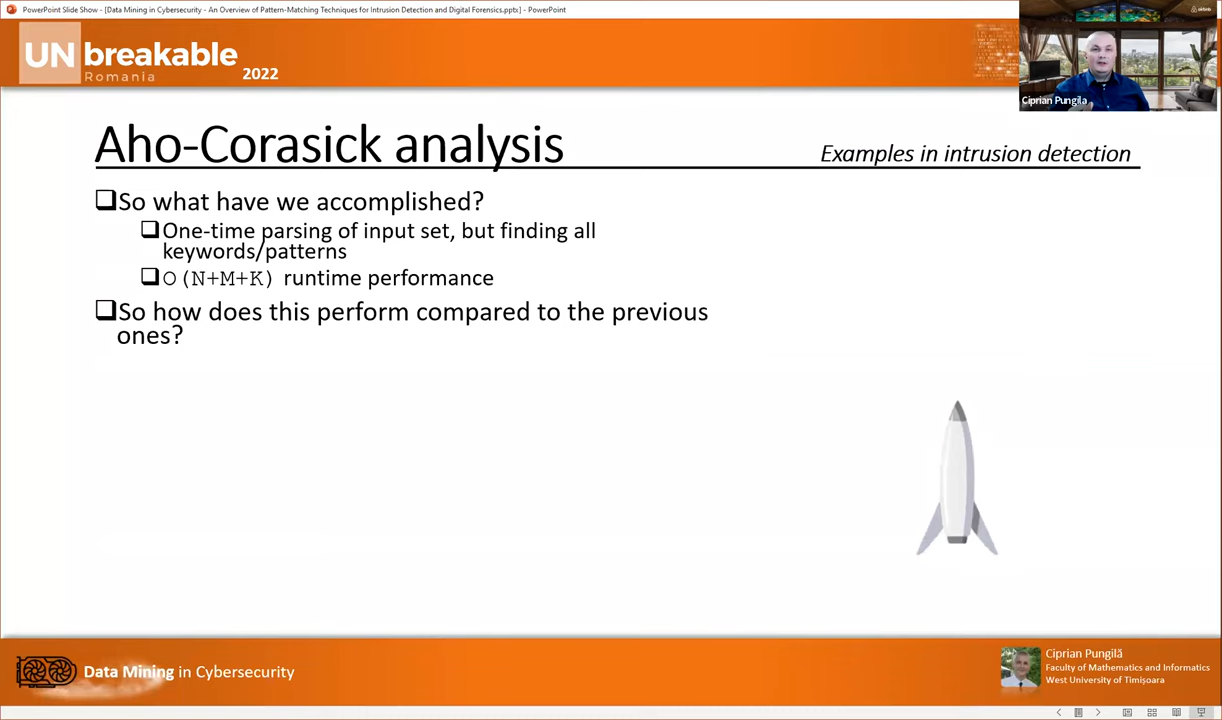 PowerPoint Slide Show - [Data Mining in Cybersecurity - An Overview of Pattern-Matching Techniques for Intrusion Detection and Digital Forensics.pptx] - PowerPoint
airbnb
UNbreakable
Romania
2022
Ciprian Pungila
Aho-Corasick analysis
Examples in intrusion detection
So what have we accomplished?
One-time parsing of input set, but finding all
keywords/patterns
O(N+M+K) runtime performance
So how does this perform compared to the previous
ones?
Data Mining in Cybersecurity
Ciprian Pungilă
Faculty of Mathematics and Informatics
West University of Timișoara